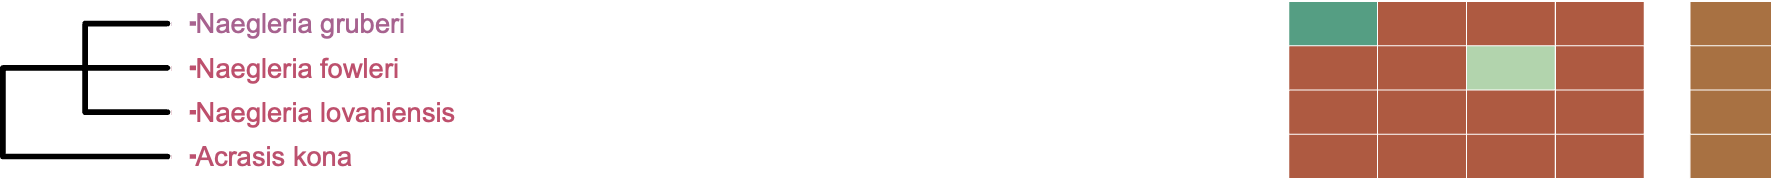 -Naegleria gruberi
-Naegleria fowleri
-Naegleria lovaniensis
-Acrasis kona